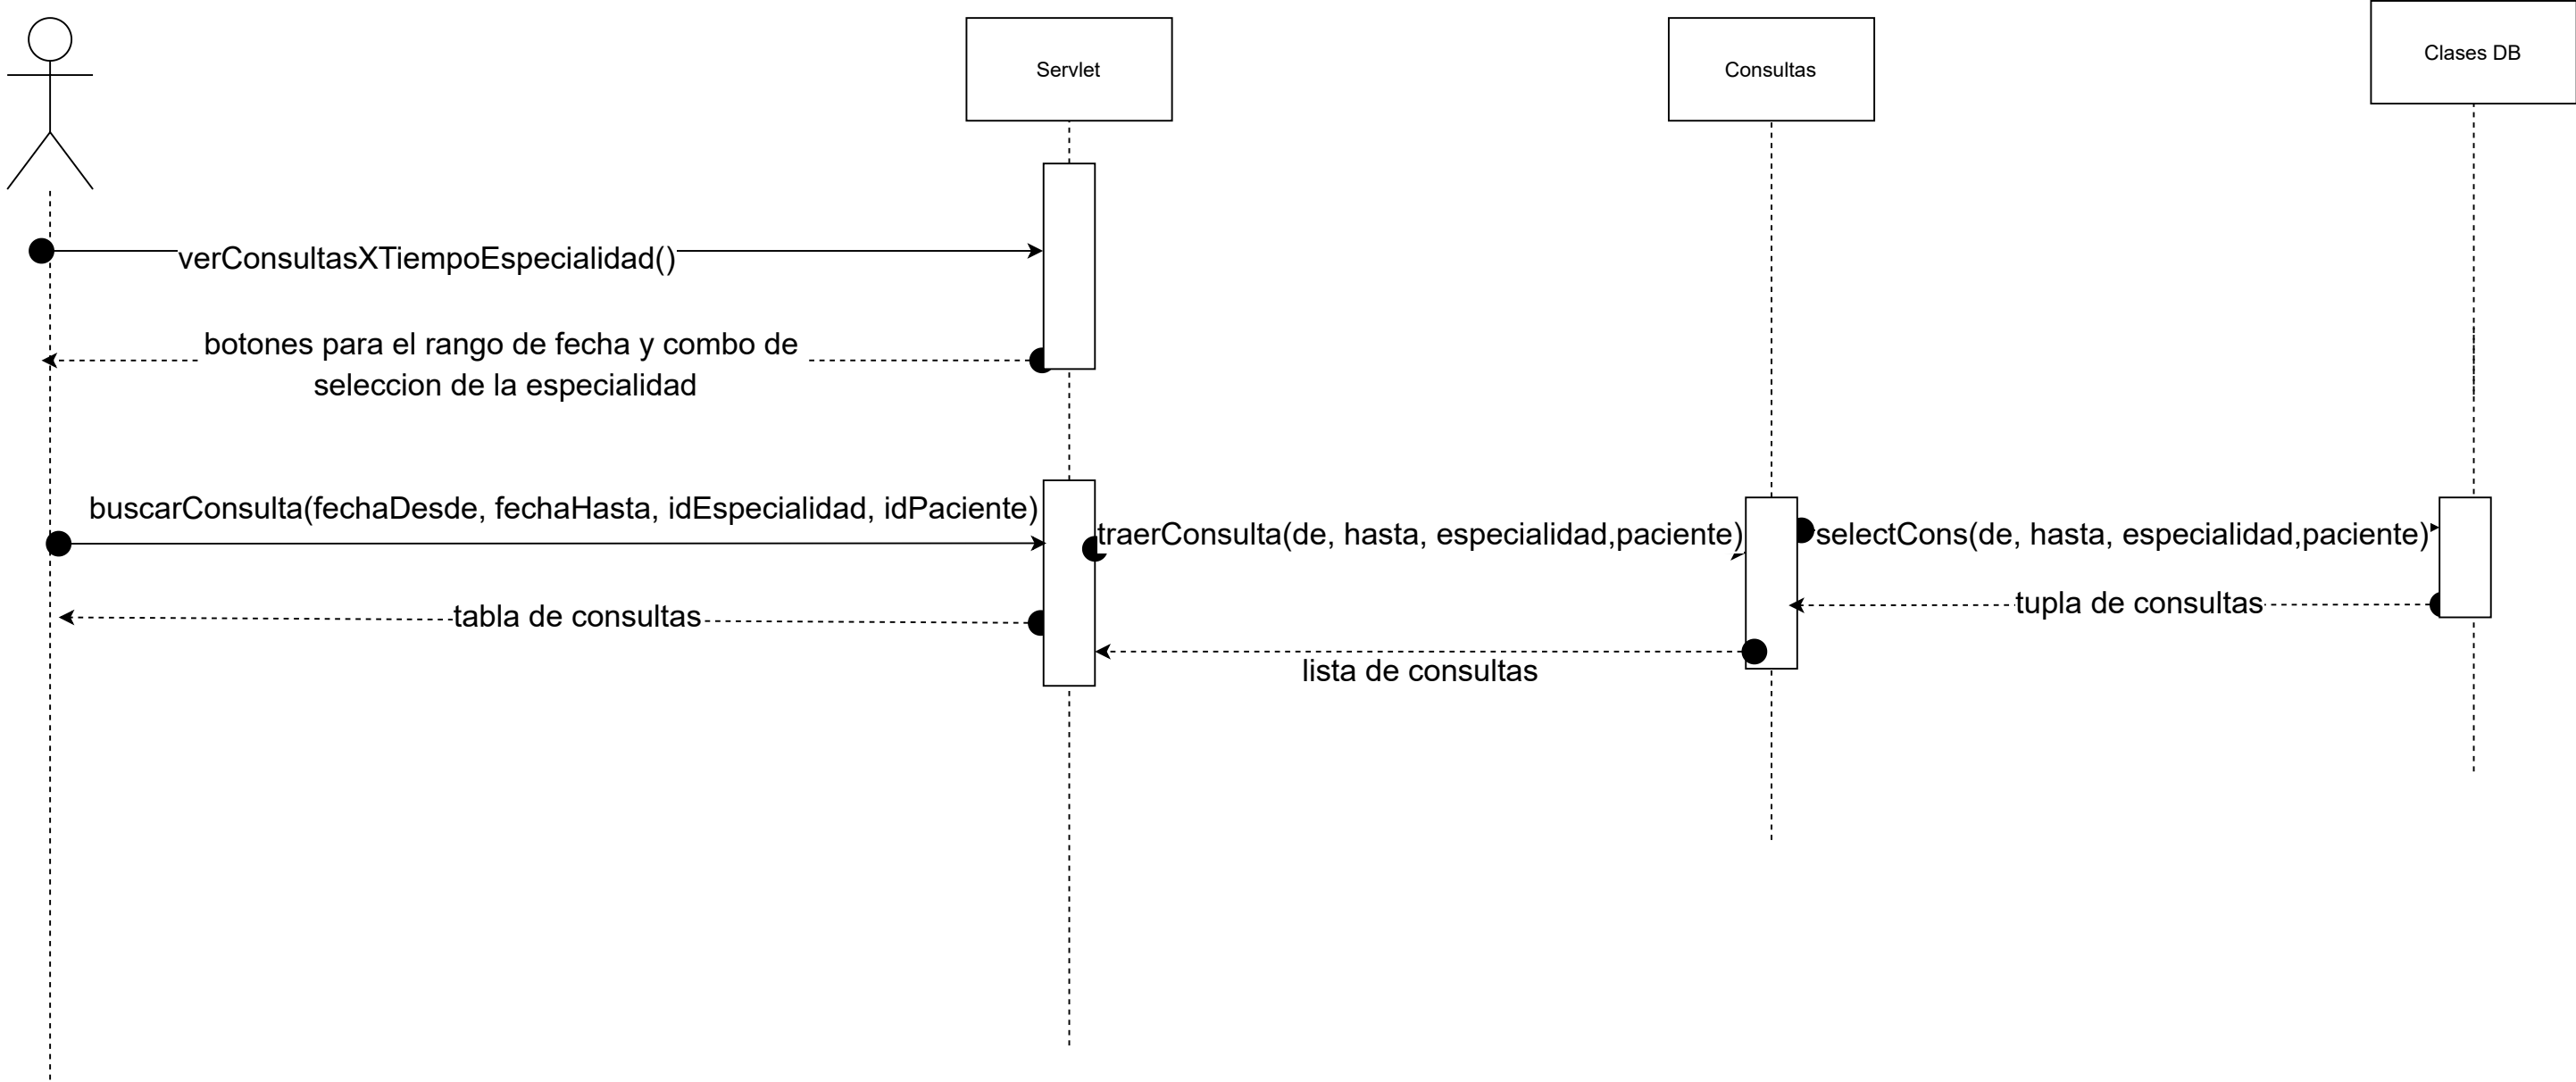 Servlet
Consultas
Clases DB
verConsultasXTiempoEspecialidad()
botones para el rango de fecha y combo de
seleccion de la especialidad
buscarConsulta(fechaDesde, fechaHasta, idEspecialidad, idPaciente)
traerConsulta(de, hasta, especialidad,paciente)
selectCons(de, hasta, especialidad,paciente)
tabla de consultas
tupla de consultas
lista de consultas